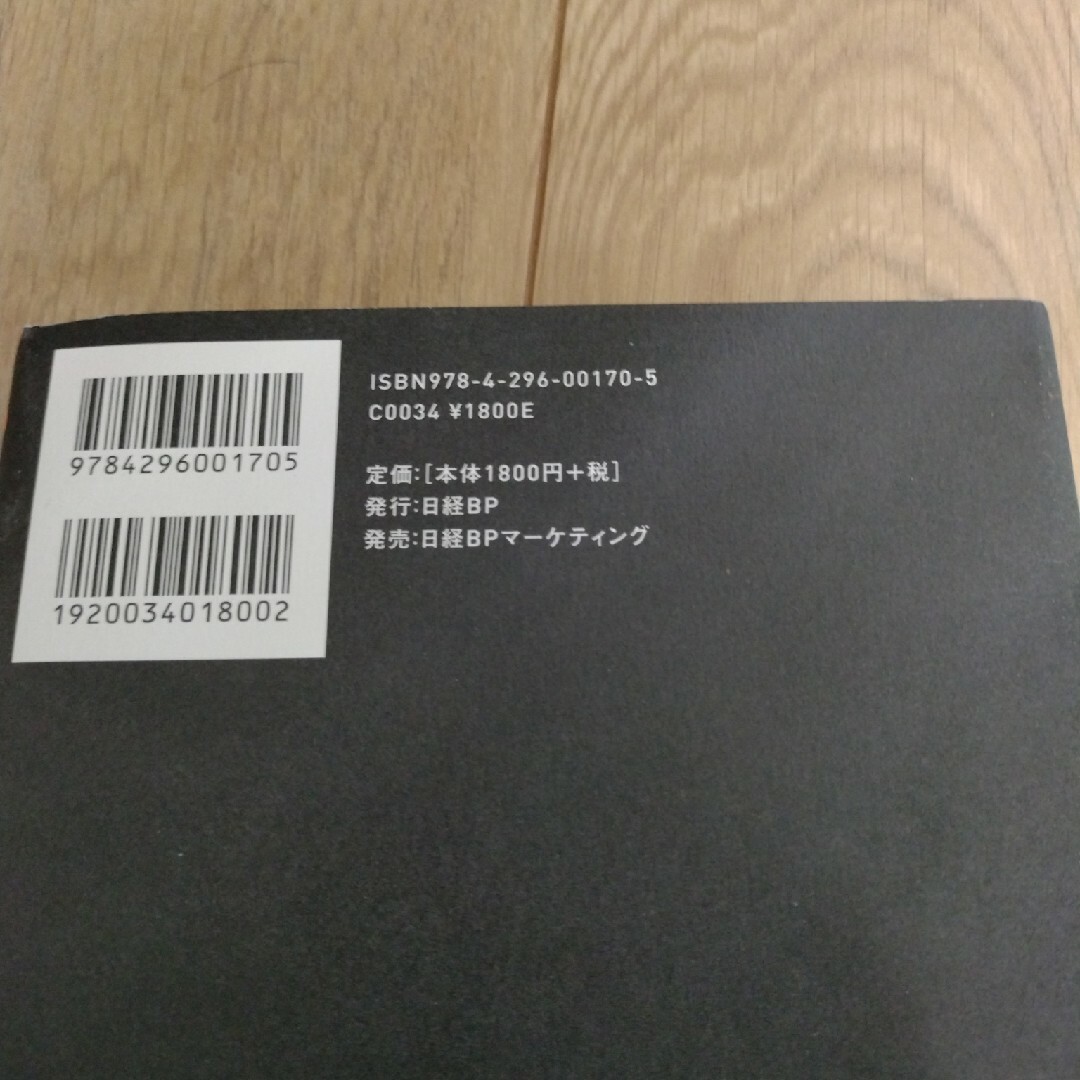 9784296001705
1920034018002
ISBN978-4-296-00170-5
C0034 ¥1800E
定価:[本体1800円+税]
発行:日経BP
発売:日経BPマーケティング